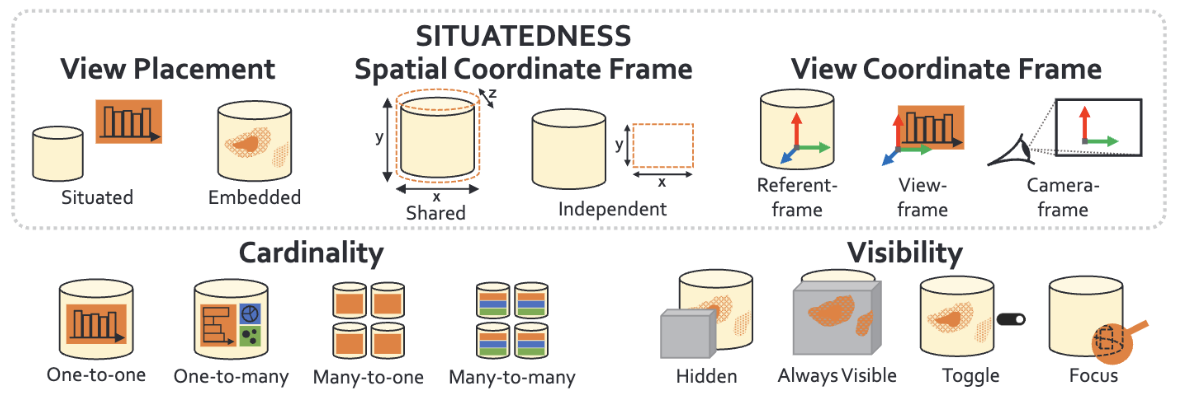 SITUATEDNESS
View Placement
Spatial Coordinate Frame
View Coordinate Frame
z
y
x
y
x
Situated
Embedded
Shared
Independent
Referent-
frame
View-
frame
Camera-
frame
Cardinality
Visibility
One-to-one
One-to-many
Many-to-one
Many-to-many
Hidden
Always Visible
Toggle
Focus